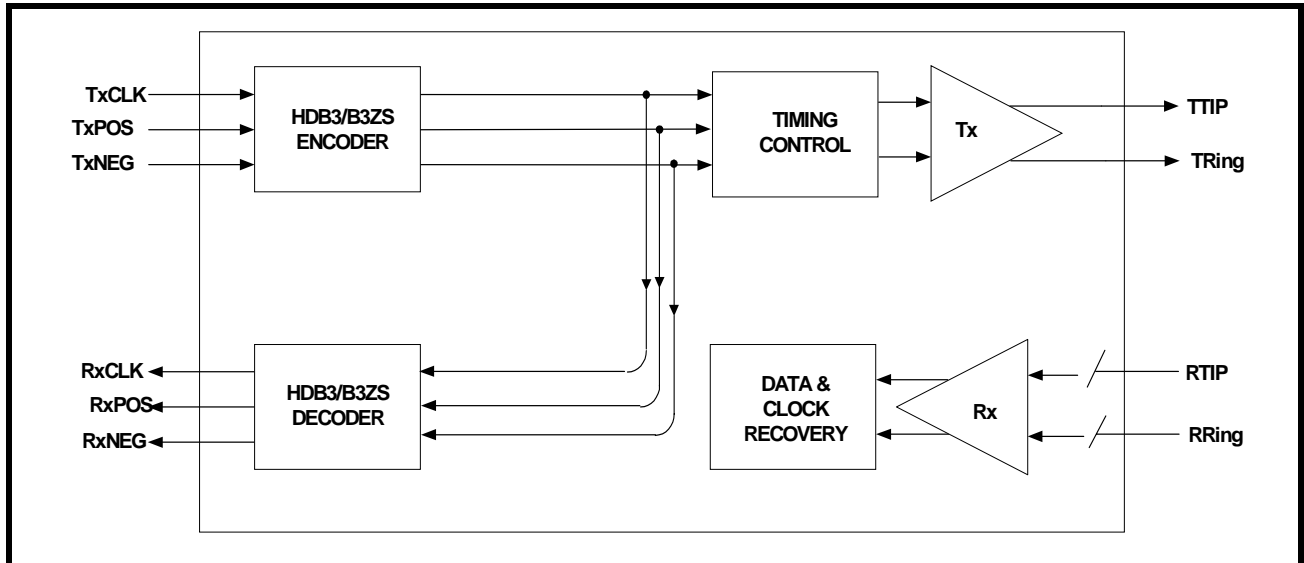 TxCLK
TxPOS
TxNEG
HDB3/B3ZS
ENCODER
TIMING
CONTROL
Tx
TTIP
TRing
RxCLK
RxPOS
RxNEG
HDB3/B3ZS
DECODER
DATA &
CLOCK
RECOVERY
Rx
RTIP
RRing